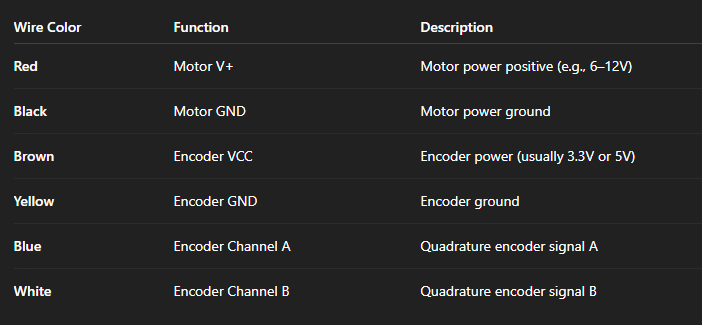 Wire Color Function Description
Red Motor V+ Motor power positive (e.g., 6–12V)
Black Motor GND Motor power ground
Brown Encoder VCC Encoder power (usually 3.3V or 5V)
Yellow Encoder GND Encoder ground
Blue Encoder Channel A Quadrature encoder signal A
White Encoder Channel B Quadrature encoder signal B